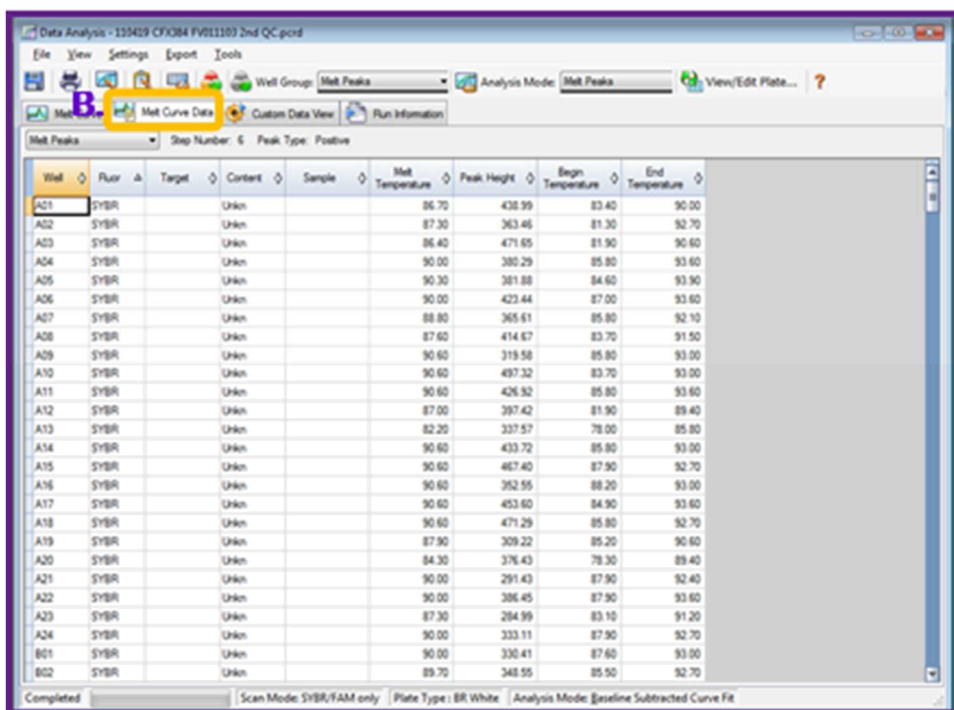 Data Analysis - 110419 CFX384 FV011103 2nd QC.pcrd
File View Settings Export Tools
Well Group: Melt Peaks Analysis Mode: Melt Peaks View/Edit Plate... ?
B. Melt Curve Data Custom Data View Run Information
Melt Peaks Step Number: 6 Peak Type: Positive
Well Fluor Target Content Sample Melt Temperature Peak Height Begin Temperature End Temperature
A01 SYBR Unkn 86.70 438.99 83.40 90.00
A02 SYBR Unkn 87.30 363.46 81.30 92.70
A03 SYBR Unkn 86.40 471.65 81.90 90.60
A04 SYBR Unkn 90.00 380.29 85.80 93.60
A05 SYBR Unkn 90.30 381.88 84.60 93.90
A06 SYBR Unkn 90.00 423.44 87.00 93.60
A07 SYBR Unkn 88.80 365.61 85.80 92.10
A08 SYBR Unkn 87.60 414.67 83.70 91.50
A09 SYBR Unkn 90.60 319.58 85.80 93.00
A10 SYBR Unkn 90.60 497.32 83.70 93.00
A11 SYBR Unkn 90.60 426.92 85.80 93.60
A12 SYBR Unkn 87.00 397.42 81.90 89.40
A13 SYBR Unkn 82.20 337.57 78.00 85.80
A14 SYBR Unkn 90.60 433.72 85.80 93.00
A15 SYBR Unkn 90.60 467.40 87.90 92.70
A16 SYBR Unkn 90.60 352.55 88.20 93.00
A17 SYBR Unkn 90.60 453.60 84.90 93.60
A18 SYBR Unkn 90.60 471.29 85.80 92.70
A19 SYBR Unkn 87.90 309.22 85.20 90.60
A20 SYBR Unkn 84.30 376.43 78.30 89.40
A21 SYBR Unkn 90.00 291.43 87.90 92.40
A22 SYBR Unkn 90.00 386.45 87.90 93.60
A23 SYBR Unkn 87.30 284.99 83.10 91.20
A24 SYBR Unkn 90.00 333.11 87.90 92.70
B01 SYBR Unkn 90.00 330.41 87.60 93.00
B02 SYBR Unkn 89.70 348.55 85.50 92.70
Completed Scan Mode: SYBR/FAM only Plate Type : BR White Analysis Mode: Baseline Subtracted Curve Fit